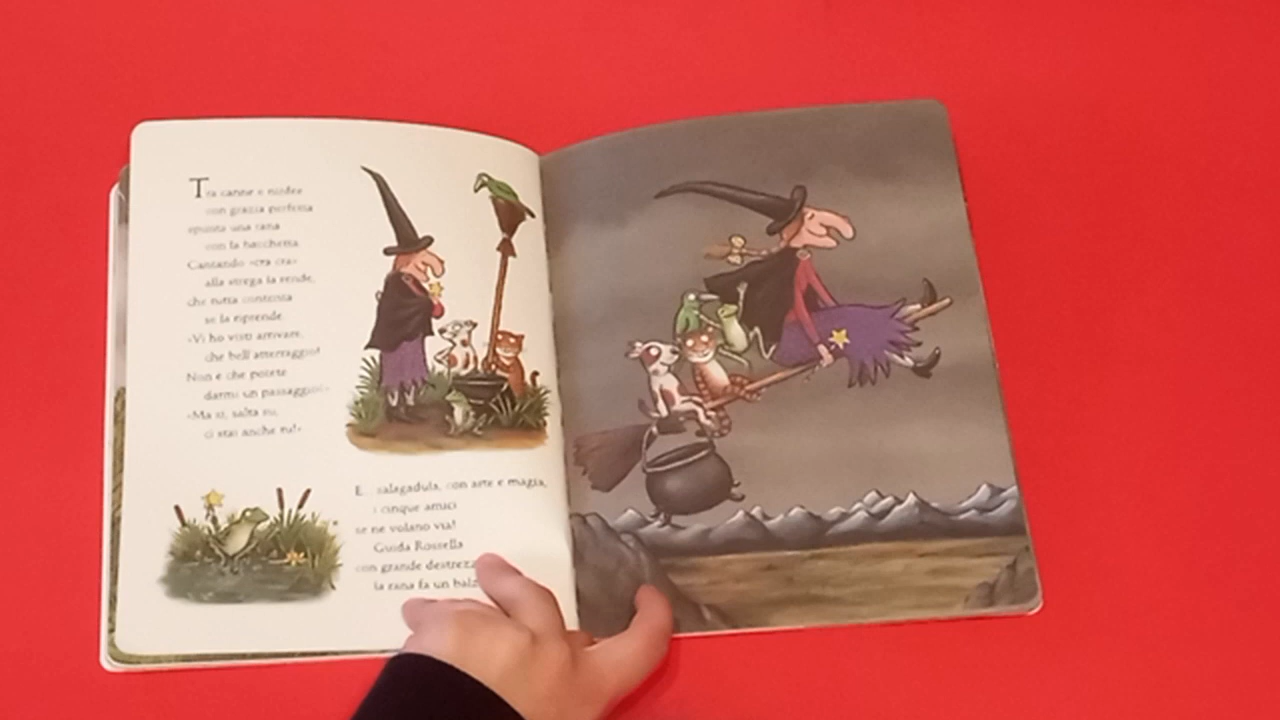 Tra canne e ninfee
con grazia perfetta
spunta una rana
con la bacchetta.
Cantando «cra cra»
alla strega la rende,
che tutta contenta
se la riprende.
«Vi ho visti arrivare,
che bell'atterraggio!
Non è che potete
darmi un passaggio?»
«Ma sì, salta su,
ci stai anche tu!»
E salagadula, con arte e magia,
i cinque amici
se ne volano via!
Guida Rossella
con grande destrezza
la rana fa un balz